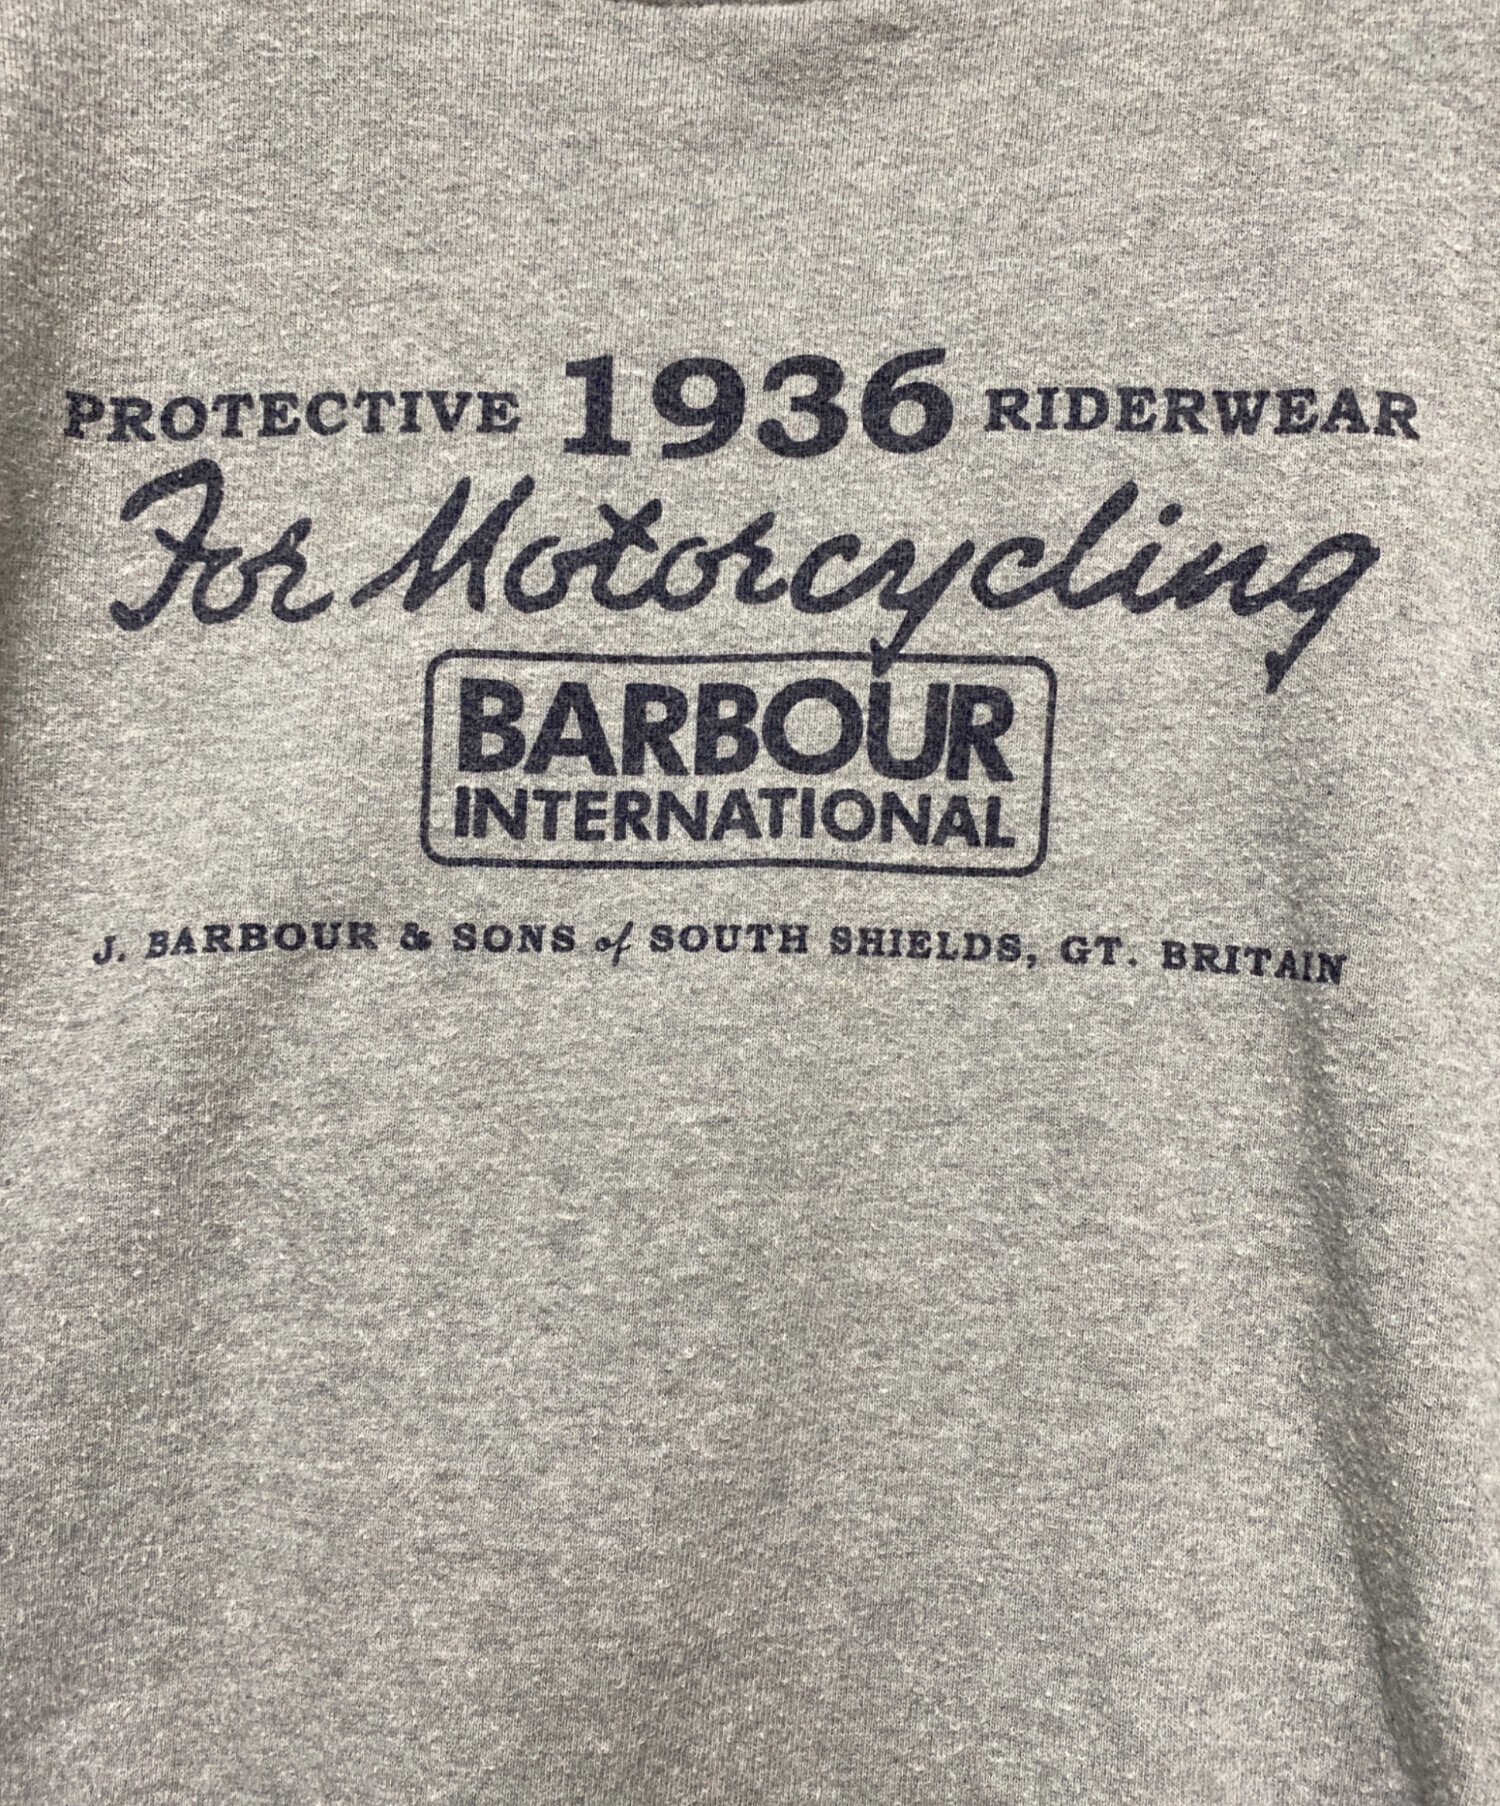 PROTECTIVE 1936 RIDERWEAR
For Motorcycling
BARBOUR
INTERNATIONAL
J. BARBOUR & SONS of SOUTH SHIELDS, GT. BRITAIN